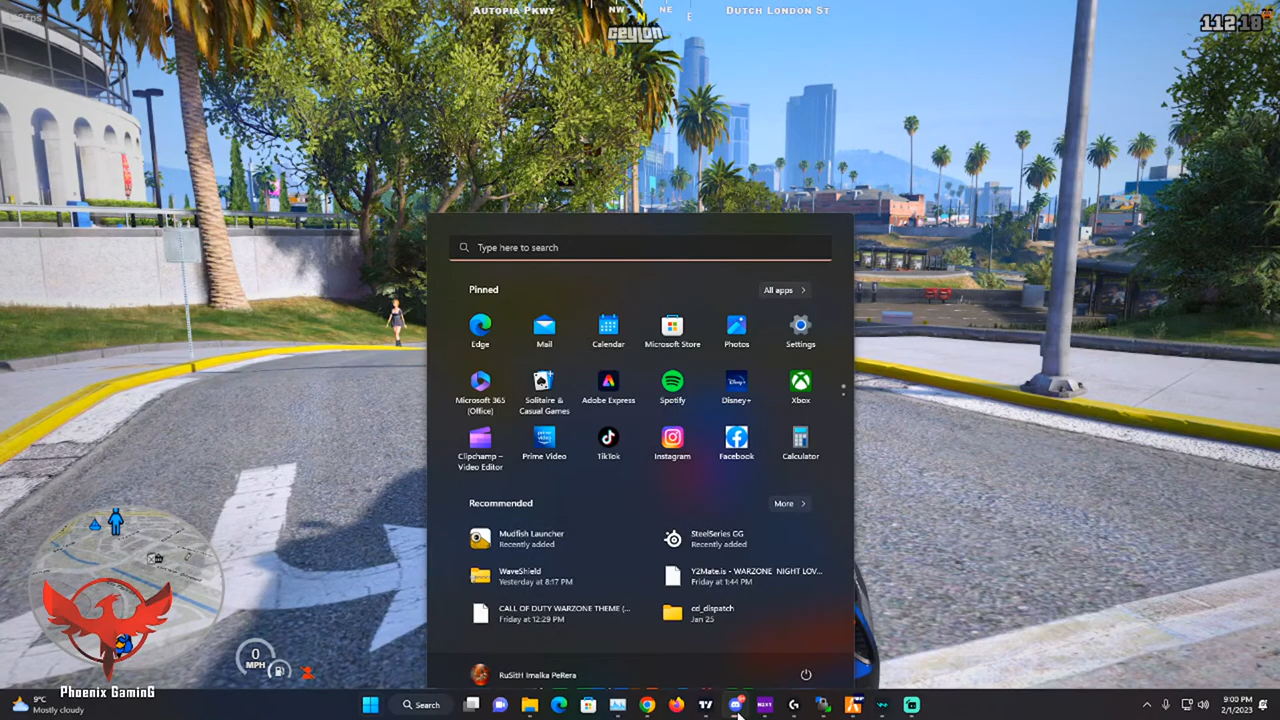 Autopia Pkwy
NW
N
NE
E
Dutch London St
ceylon
Type here to search
Pinned
All apps
Edge
Mail
Calendar
Microsoft Store
Photos
Settings
Microsoft 365
(Office)
Solitaire &
Casual Games
Adobe Express
Spotify
Disney+
Xbox
Clipchamp –
Video Editor
Prime Video
TikTok
Instagram
Facebook
Calculator
Recommended
More
Mudfish Launcher
Recently added
SteelSeries GG
Recently added
WaveShield
Yesterday at 8:17 PM
Y2Mate.is - WARZONE NIGHT LOV...
Friday at 1:44 PM
CALL OF DUTY WARZONE THEME (...
Friday at 12:29 PM
cd_dispatch
Jan 25
RuSitH Imalka PeRera
0
MPH
Phoenix GaminG
9°C
Mostly cloudy
Search
9:03 PM
2/1/2023